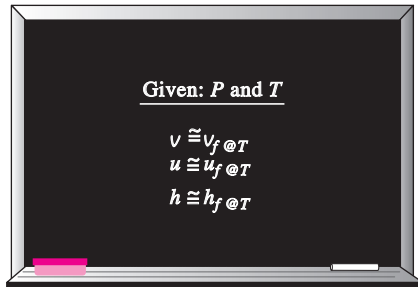 Given: P and T
v ≅ v_f @ T
u ≅ u_f @ T
h ≅ h_f @ T